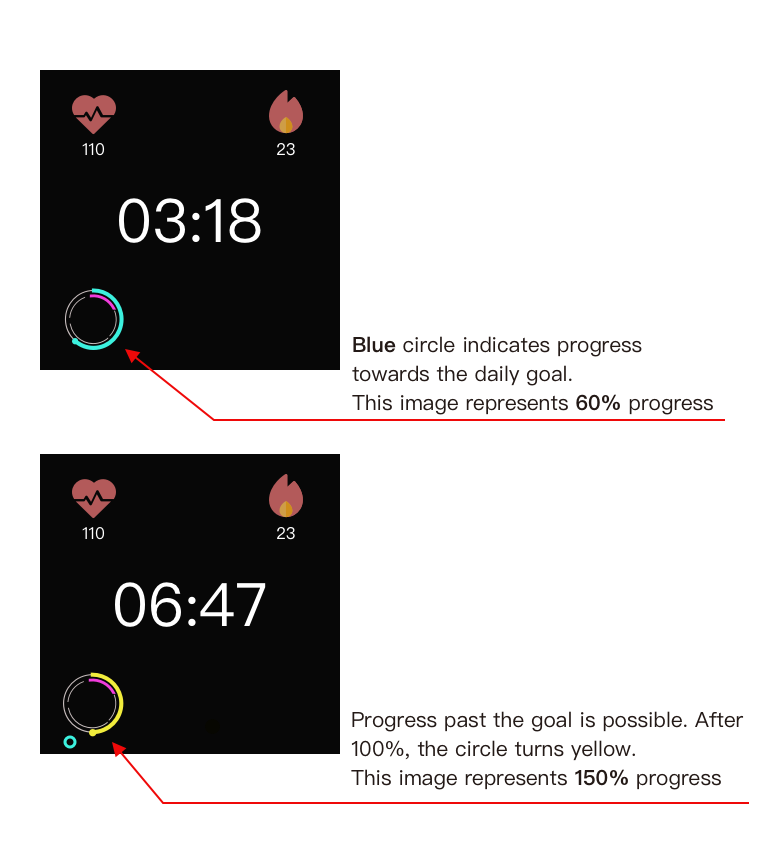 110
23
03:18
Blue circle indicates progress
towards the daily goal.
This image represents 60% progress
110
23
06:47
Progress past the goal is possible. After
100%, the circle turns yellow.
This image represents 150% progress